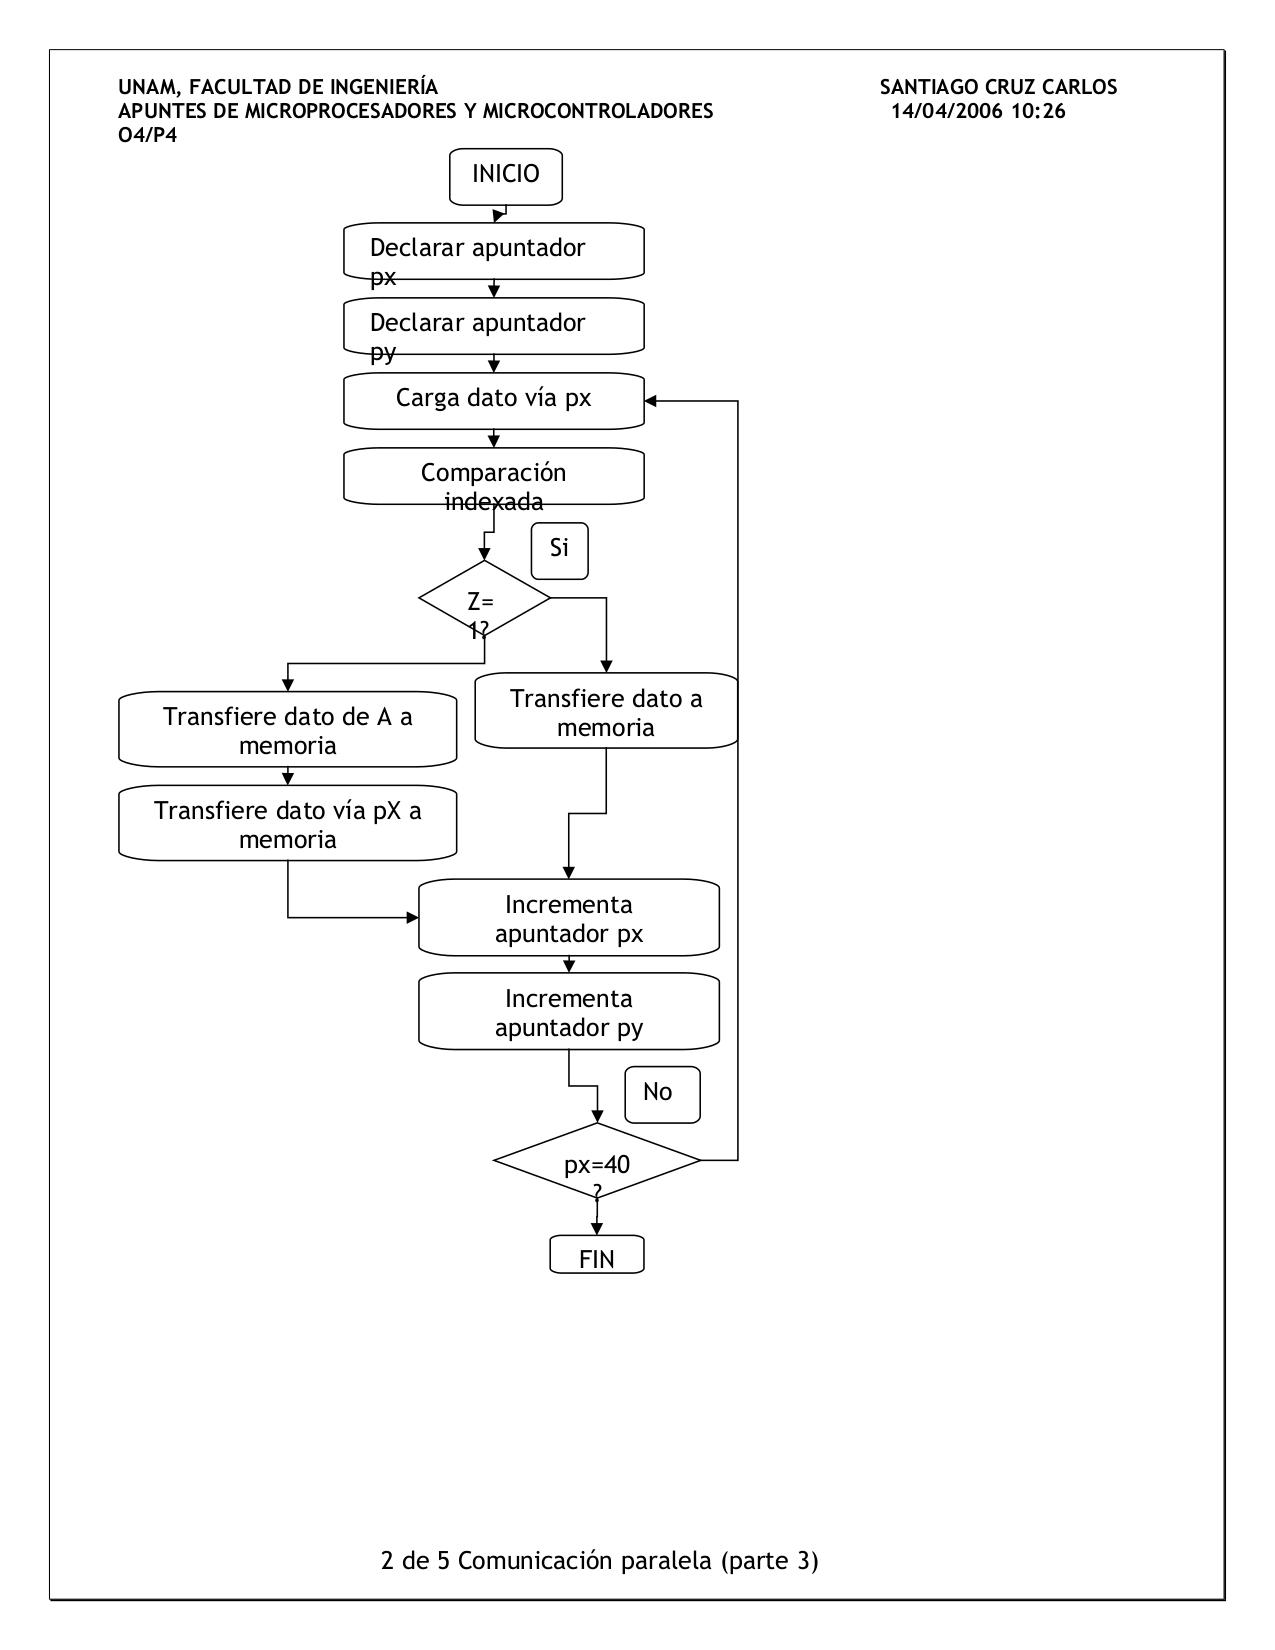 UNAM, FACULTAD DE INGENIERÍA SANTIAGO CRUZ CARLOS
APUNTES DE MICROPROCESADORES Y MICROCONTROLADORES 14/04/2006 10:26
O4/P4
INICIO
Declarar apuntador
px
Declarar apuntador
py
Carga dato vía px
Comparación
indexada
Si
Z=
1?
Transfiere dato a
memoria
Transfiere dato de A a
memoria
Transfiere dato vía pX a
memoria
Incrementa
apuntador px
Incrementa
apuntador py
No
px=40
?
FIN
2 de 5 Comunicación paralela (parte 3)